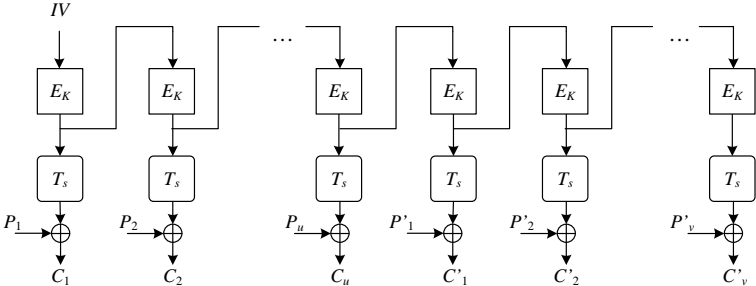 IV
… …
E_K E_K E_K E_K E_K E_K
T_s T_s T_s T_s T_s T_s
P_1 P_2 P_u P'_1 P'_2 P'_v
C_1 C_2 C_u C'_1 C'_2 C'_v